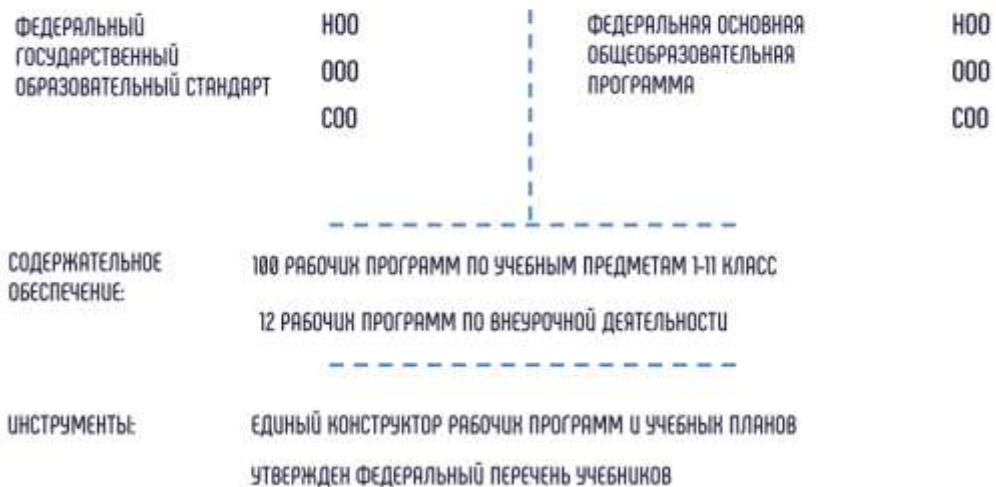 ФЕДЕРАЛЬНЫЙ
ГОСУДАРСТВЕННЫЙ
ОБРАЗОВАТЕЛЬНЫЙ СТАНДАРТ
НОО
ООО
СОО
ФЕДЕРАЛЬНАЯ ОСНОВНАЯ
ОБЩЕОБРАЗОВАТЕЛЬНАЯ
ПРОГРАММА
НОО
ООО
СОО
СОДЕРЖАТЕЛЬНОЕ
ОБЕСПЕЧЕНИЕ:
100 РАБОЧИХ ПРОГРАММ ПО УЧЕБНЫМ ПРЕДМЕТАМ 1-11 КЛАСС
12 РАБОЧИХ ПРОГРАММ ПО ВНЕУРОЧНОЙ ДЕЯТЕЛЬНОСТИ
ИНСТРУМЕНТЫ:
ЕДИНЫЙ КОНСТРУКТОР РАБОЧИХ ПРОГРАММ И УЧЕБНЫХ ПЛАНОВ
УТВЕРЖДЕН ФЕДЕРАЛЬНЫЙ ПЕРЕЧЕНЬ УЧЕБНИКОВ